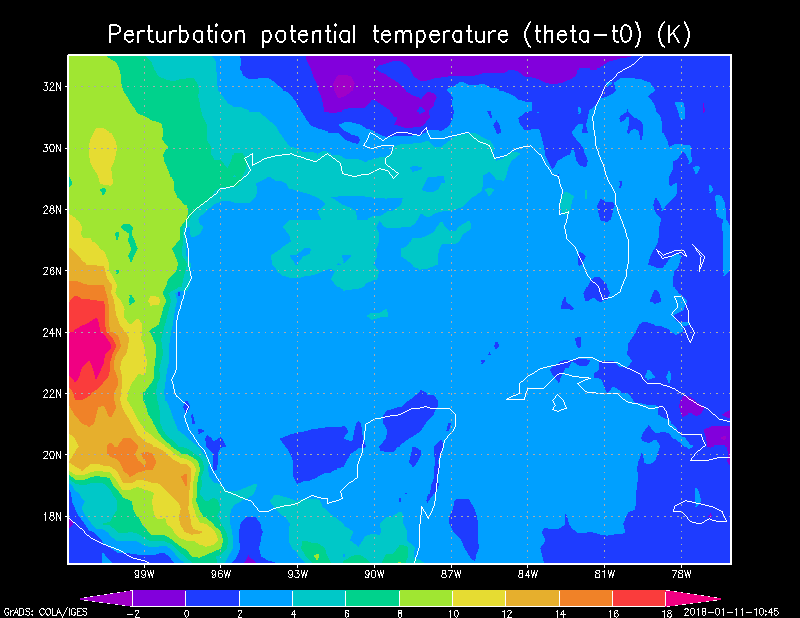 Perturbation potential temperature (theta-t0) (K)
32N
30N
28N
26N
24N
22N
20N
18N
99W 96W 93W 90W 87W 84W 81W 78W
-2 0 2 4 6 8 10 12 14 16 18
GrADS: COLA/IGES 2018-01-11-10:45